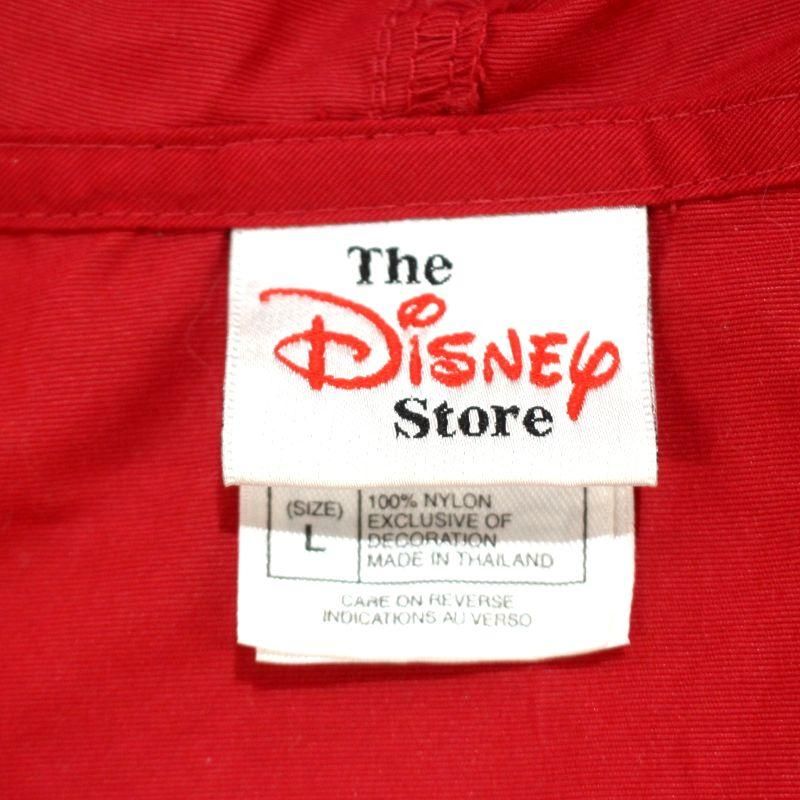 The
Disney
Store
(SIZE)
L
100% NYLON
EXCLUSIVE OF
DECORATION
MADE IN THAILAND
CARE ON REVERSE
INDICATIONS AU VERSO